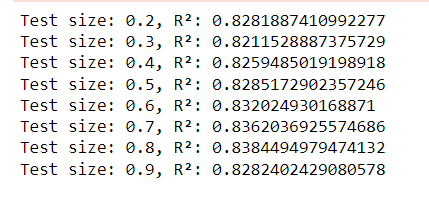 Test size: 0.2, R²: 0.8281887410992277
Test size: 0.3, R²: 0.8211528887375729
Test size: 0.4, R²: 0.8259485019198918
Test size: 0.5, R²: 0.8285172902357246
Test size: 0.6, R²: 0.832024930168871
Test size: 0.7, R²: 0.8362036925574686
Test size: 0.8, R²: 0.8384494979474132
Test size: 0.9, R²: 0.8282402429080578